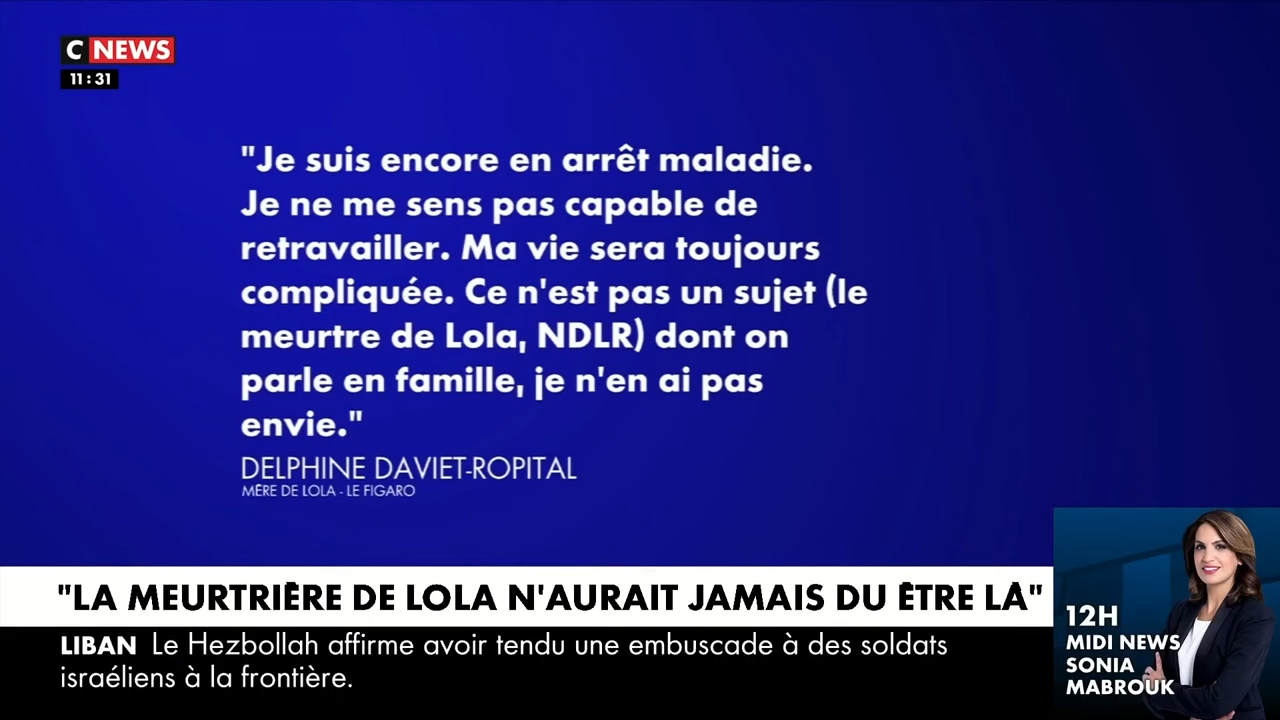 C NEWS
11:31
"Je suis encore en arrêt maladie.
Je ne me sens pas capable de
retravailler. Ma vie sera toujours
compliquée. Ce n'est pas un sujet (le
meurtre de Lola, NDLR) dont on
parle en famille, je n'en ai pas
envie."
DELPHINE DAVIET-ROPITAL
MÈRE DE LOLA - LE FIGARO
"LA MEURTRIÈRE DE LOLA N'AURAIT JAMAIS DU ÊTRE LÀ"
LIBAN Le Hezbollah affirme avoir tendu une embuscade à des soldats
israéliens à la frontière.
12H
MIDI NEWS
SONIA
MABROUK